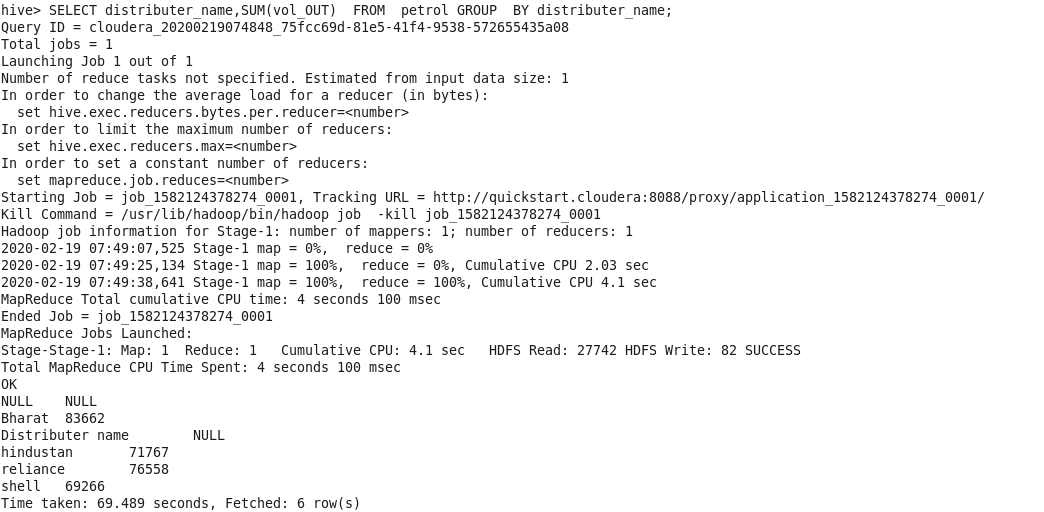 hive> SELECT distributer_name,SUM(vol_OUT)  FROM  petrol GROUP  BY distributer_name;
Query ID = cloudera_20200219074848_75fcc69d-81e5-41f4-9538-572655435a08
Total jobs = 1
Launching Job 1 out of 1
Number of reduce tasks not specified. Estimated from input data size: 1
In order to change the average load for a reducer (in bytes):
  set hive.exec.reducers.bytes.per.reducer=<number>
In order to limit the maximum number of reducers:
  set hive.exec.reducers.max=<number>
In order to set a constant number of reducers:
  set mapreduce.job.reduces=<number>
Starting Job = job_1582124378274_0001, Tracking URL = http://quickstart.cloudera:8088/proxy/application_1582124378274_0001/
Kill Command = /usr/lib/hadoop/bin/hadoop job  -kill job_1582124378274_0001
Hadoop job information for Stage-1: number of mappers: 1; number of reducers: 1
2020-02-19 07:49:07,525 Stage-1 map = 0%,  reduce = 0%
2020-02-19 07:49:25,134 Stage-1 map = 100%,  reduce = 0%, Cumulative CPU 2.03 sec
2020-02-19 07:49:38,641 Stage-1 map = 100%,  reduce = 100%, Cumulative CPU 4.1 sec
MapReduce Total cumulative CPU time: 4 seconds 100 msec
Ended Job = job_1582124378274_0001
MapReduce Jobs Launched:
Stage-Stage-1: Map: 1  Reduce: 1   Cumulative CPU: 4.1 sec   HDFS Read: 27742 HDFS Write: 82 SUCCESS
Total MapReduce CPU Time Spent: 4 seconds 100 msec
OK
NULL    NULL
Bharat  83662
Distributer name        NULL
hindustan       71767
reliance        76558
shell   69266
Time taken: 69.489 seconds, Fetched: 6 row(s)